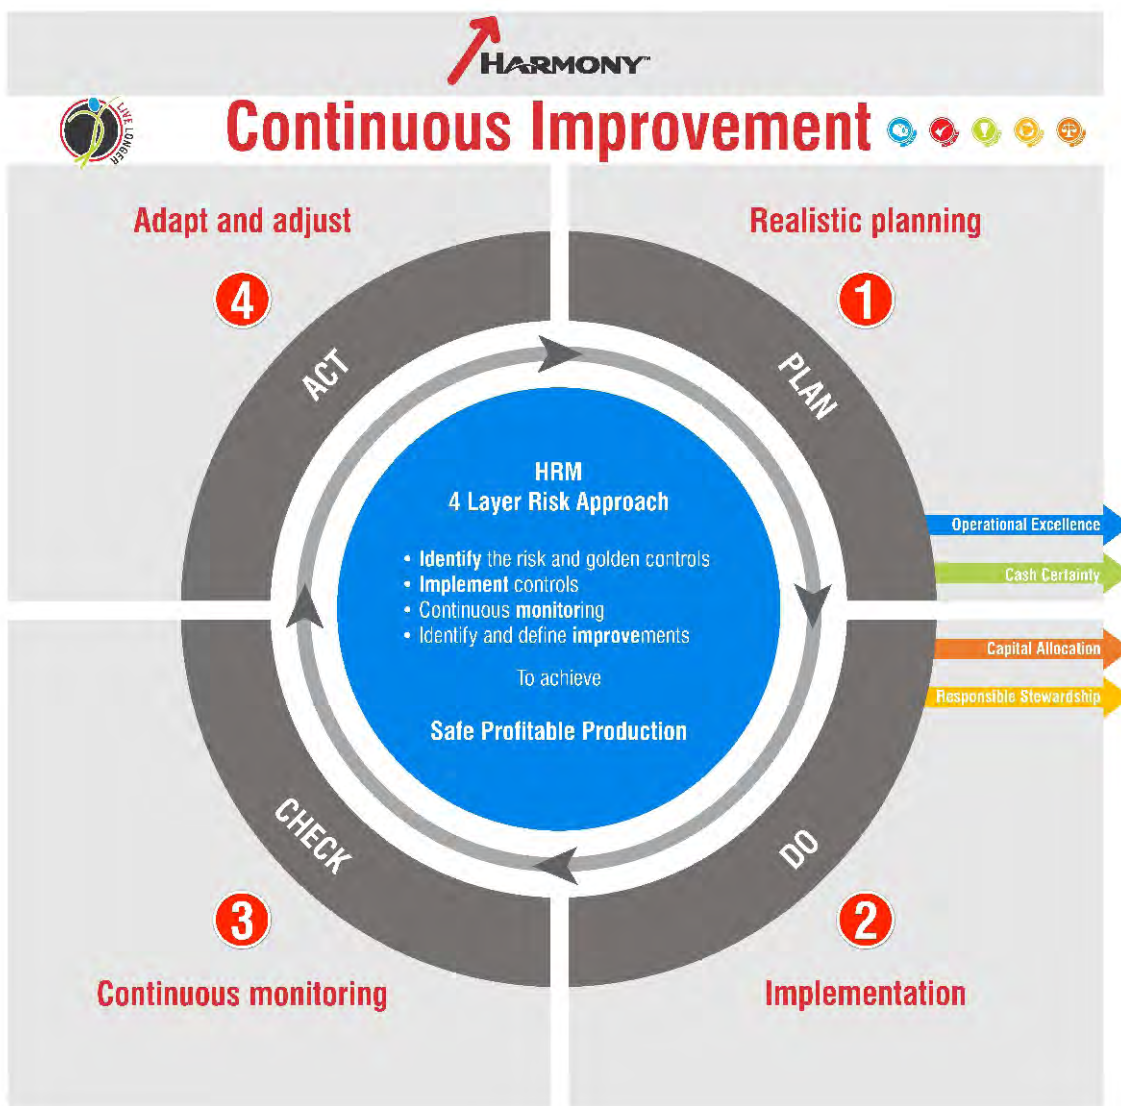 HARMONY™
LIVE LONGER
Continuous Improvement
Adapt and adjust
Realistic planning
4
1
ACT
PLAN
HRM
4 Layer Risk Approach
• Identify the risk and golden controls
• Implement controls
• Continuous monitoring
• Identify and define improvements
To achieve
Safe Profitable Production
Operational Excellence
Cash Certainty
Capital Allocation
Responsible Stewardship
CHECK
DO
3
2
Continuous monitoring
Implementation